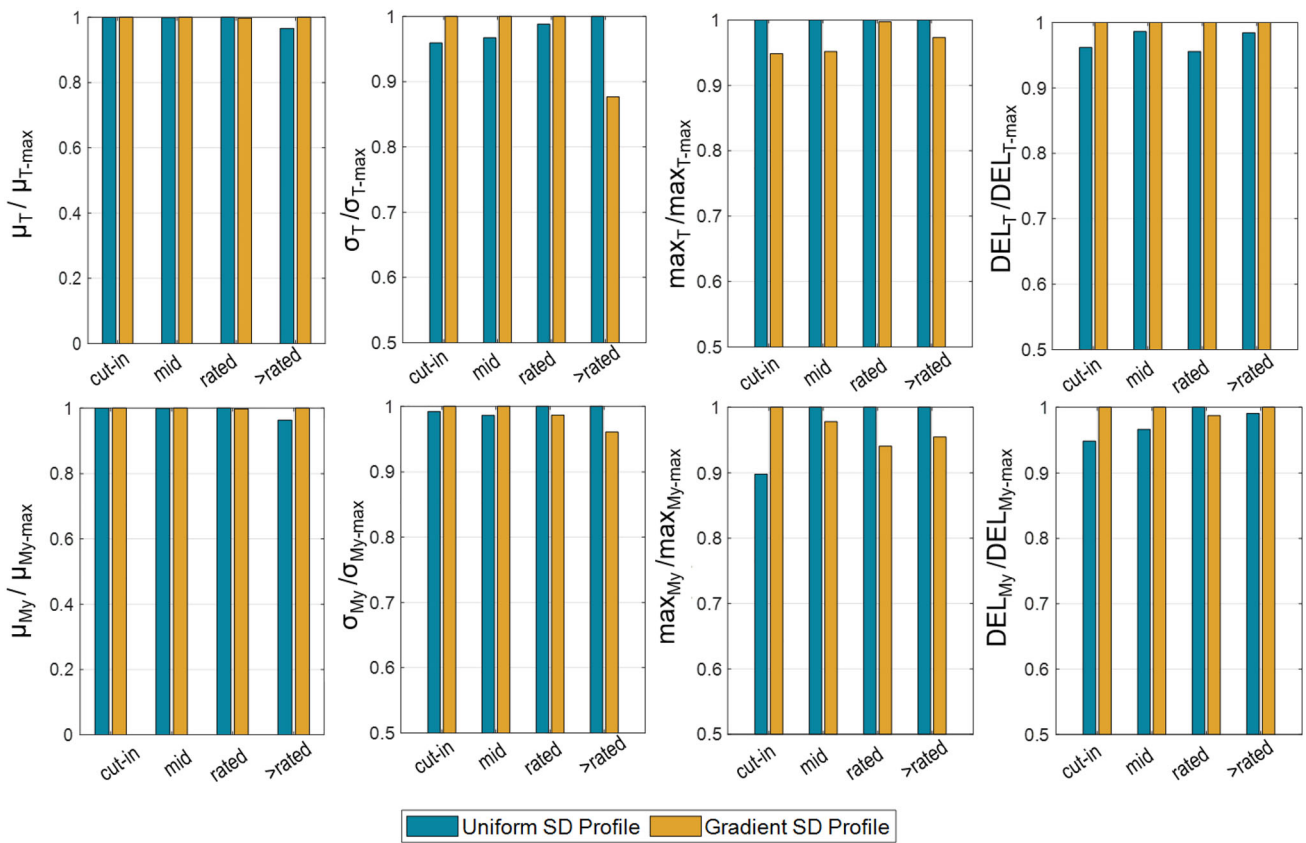 μT / μT-max
1
0.8
0.6
0.4
0.2
0
cut-in
mid
rated
>rated
σT /σT-max
1
0.9
0.8
0.7
0.6
0.5
cut-in
mid
rated
>rated
maxT /maxT-max
1
0.9
0.8
0.7
0.6
0.5
cut-in
mid
rated
>rated
DELT /DELT-max
1
0.9
0.8
0.7
0.6
0.5
cut-in
mid
rated
>rated
μMy / μMy-max
1
0.8
0.6
0.4
0.2
0
cut-in
mid
rated
>rated
σMy /σMy-max
1
0.9
0.8
0.7
0.6
0.5
cut-in
mid
rated
>rated
maxMy /maxMy-max
1
0.9
0.8
0.7
0.6
0.5
cut-in
mid
rated
>rated
DELMy /DELMy-max
1
0.9
0.8
0.7
0.6
0.5
cut-in
mid
rated
>rated
Uniform SD Profile
Gradient SD Profile